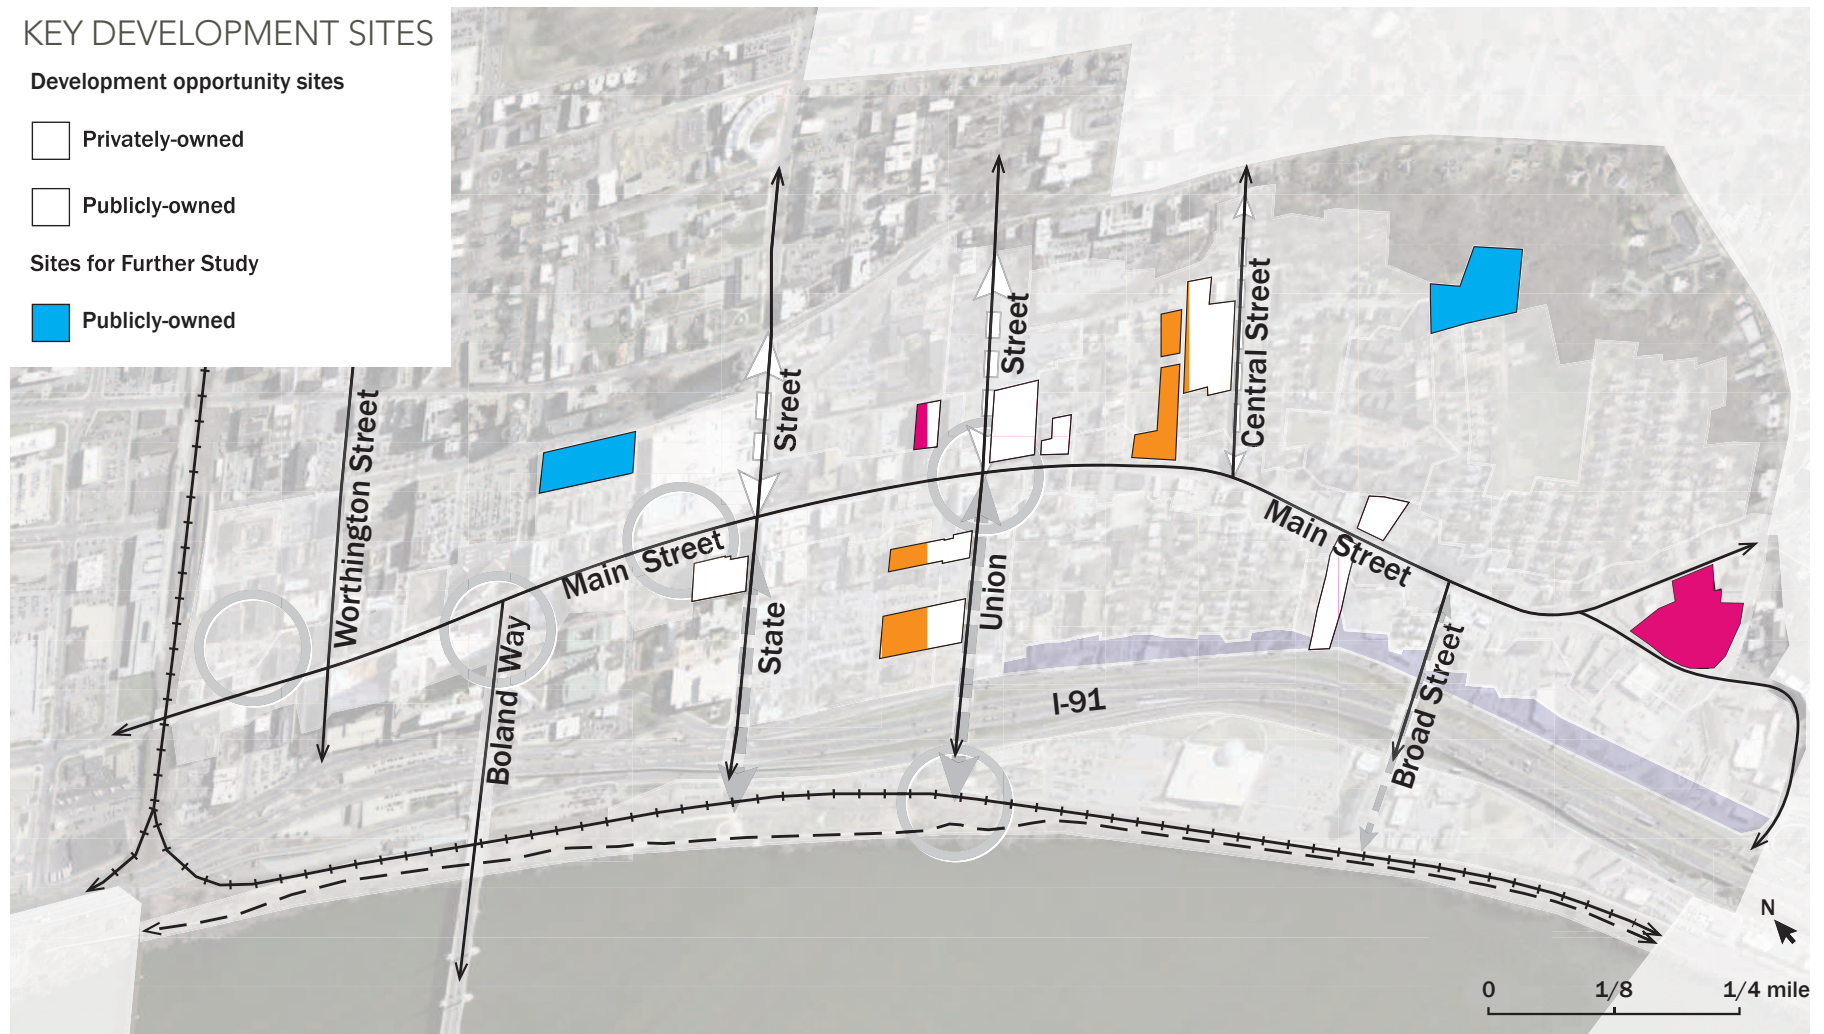 KEY DEVELOPMENT SITES
Development opportunity sites
Privately-owned
Publicly-owned
Sites for Further Study
Publicly-owned
Worthington Street
Boland Way
Main Street
Street
State
Street
Union
Central Street
Main Street
Broad Street
I-91
N
0 1/8 1/4 mile